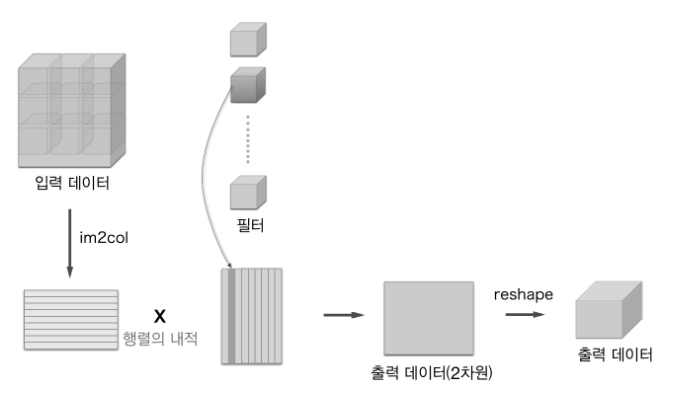 입력 데이터
필터
im2col
X
행렬의 내적
출력 데이터(2차원)
reshape
출력 데이터